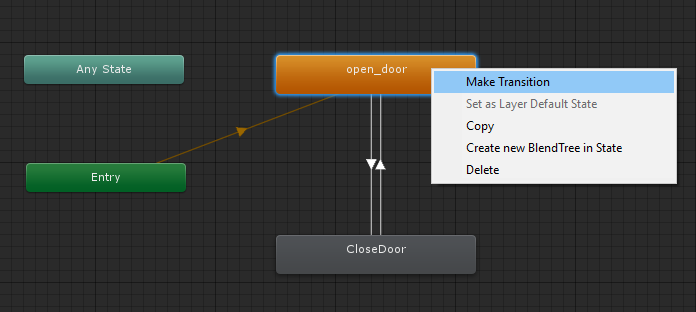 Any State
open_door
Make Transition
Set as Layer Default State
Copy
Create new BlendTree in State
Delete
Entry
CloseDoor